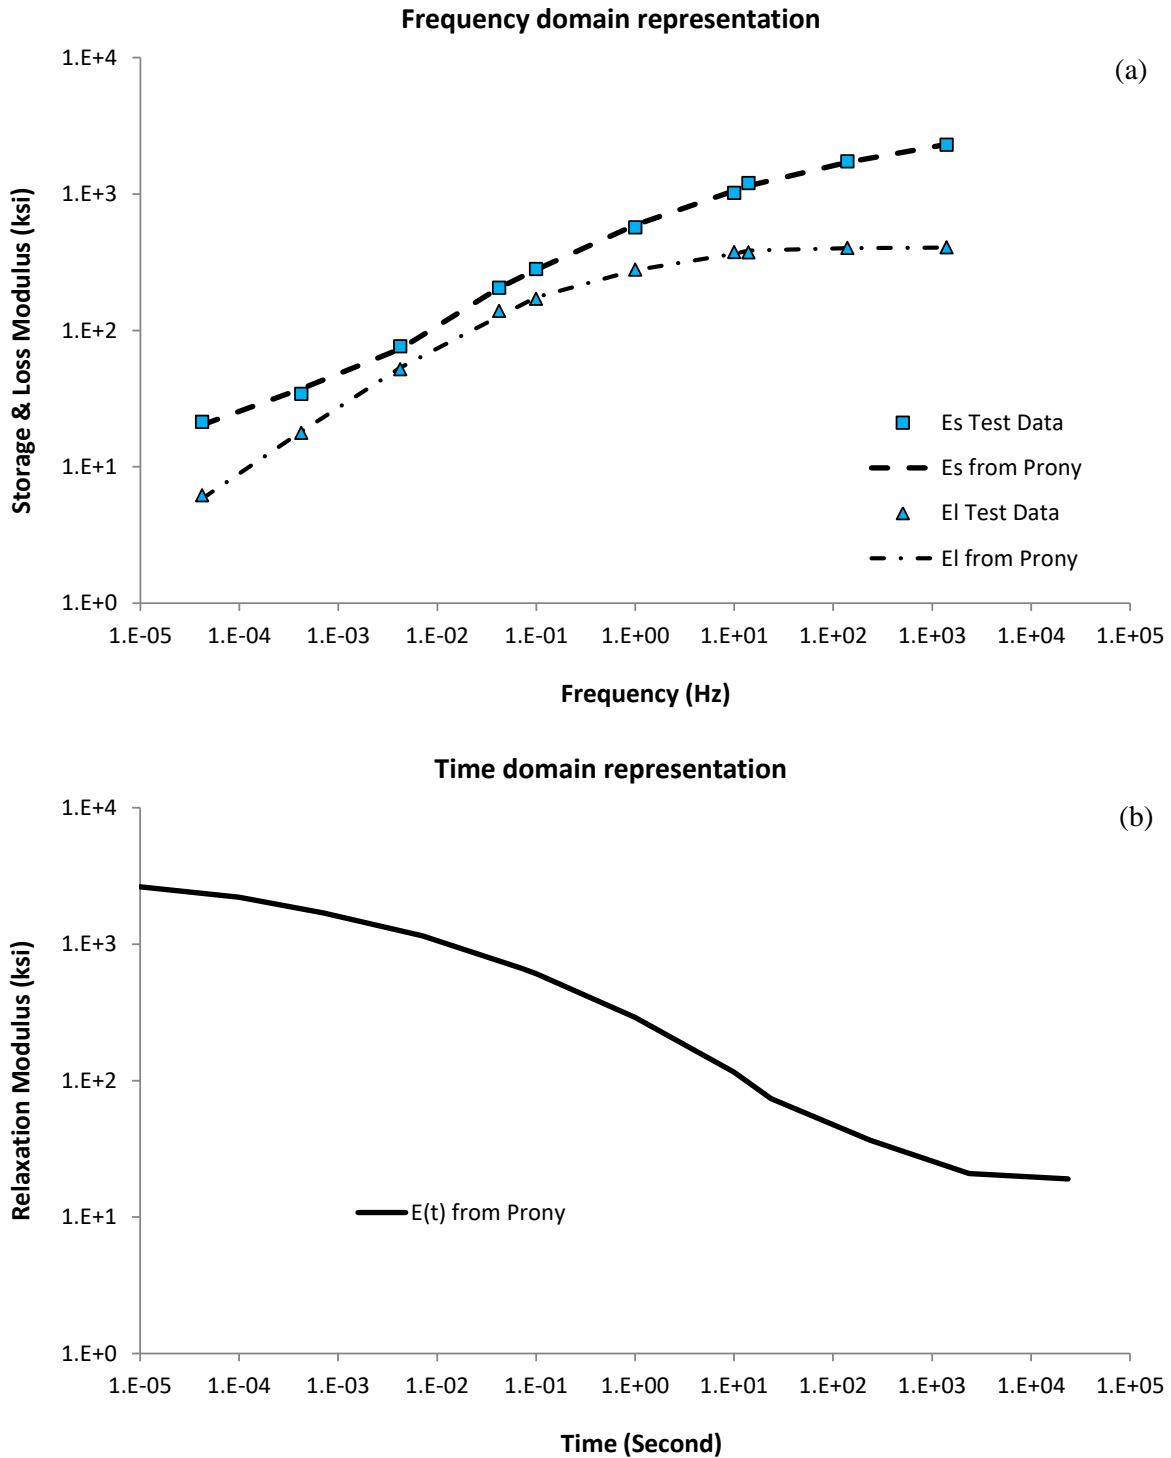 Frequency domain representation
(a)
Storage & Loss Modulus (ksi)
1.E+4
1.E+3
1.E+2
1.E+1
1.E+0
Es Test Data
Es from Prony
El Test Data
El from Prony
1.E-05 1.E-04 1.E-03 1.E-02 1.E-01 1.E+00 1.E+01 1.E+02 1.E+03 1.E+04 1.E+05
Frequency (Hz)
Time domain representation
(b)
Relaxation Modulus (ksi)
1.E+4
1.E+3
1.E+2
1.E+1
1.E+0
E(t) from Prony
1.E-05 1.E-04 1.E-03 1.E-02 1.E-01 1.E+00 1.E+01 1.E+02 1.E+03 1.E+04 1.E+05
Time (Second)